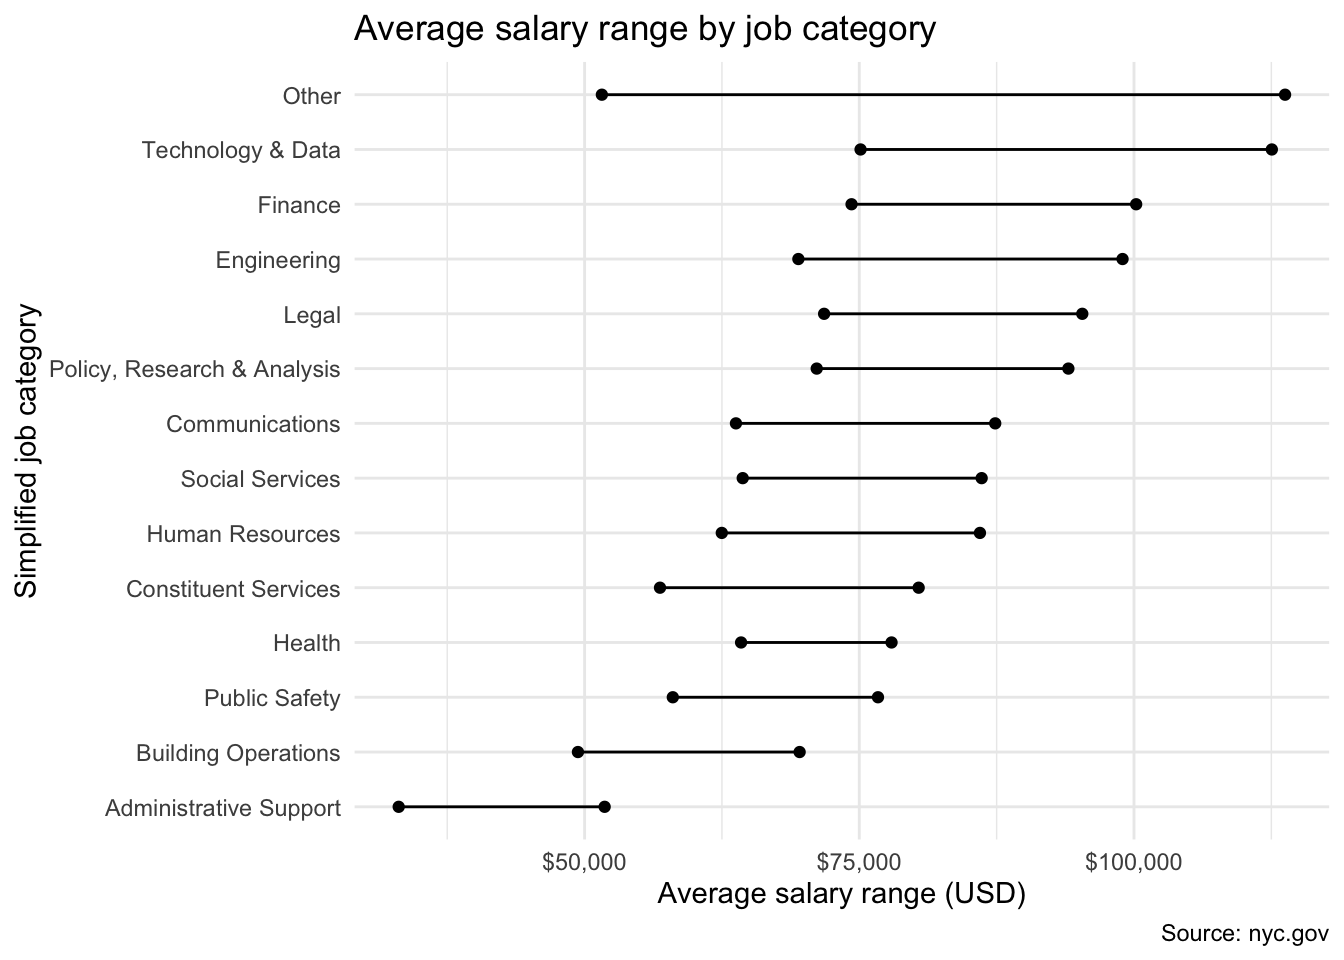 Average salary range by job category
Other
Technology & Data
Finance
Engineering
Legal
Policy, Research & Analysis
Communications
Social Services
Human Resources
Constituent Services
Health
Public Safety
Building Operations
Administrative Support
Simplified job category
$50,000
$75,000
$100,000
Average salary range (USD)
Source: nyc.gov